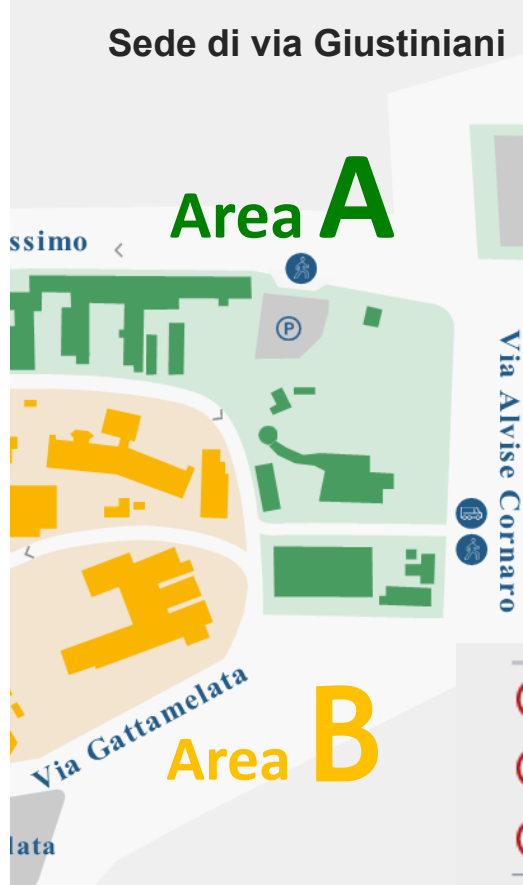 Sede di via Giustiniani
Area A
ssimo
P
Via Alvise Cornaro
Via Gattamelata
Area B
lata